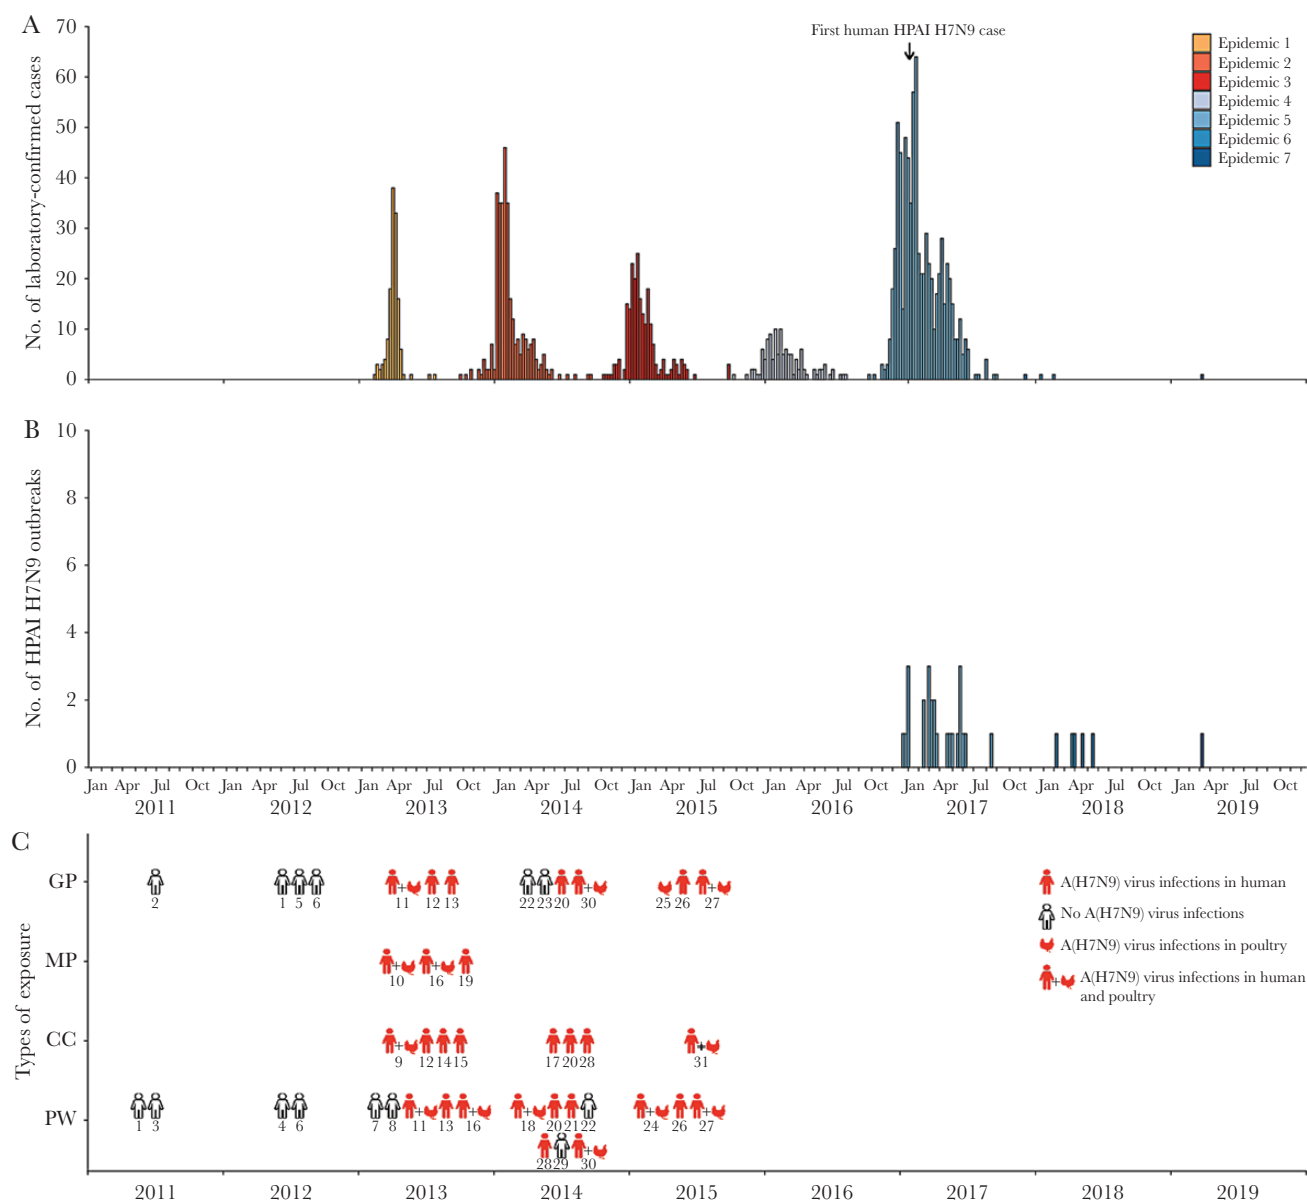 A
No. of laboratory-confirmed cases
70
60
50
40
30
20
10
0
First human HPAI H7N9 case
Epidemic 1
Epidemic 2
Epidemic 3
Epidemic 4
Epidemic 5
Epidemic 6
Epidemic 7
B
No. of HPAI H7N9 outbreaks
10
8
6
4
2
0
Jan Apr Jul Oct Jan Apr Jul Oct Jan Apr Jul Oct Jan Apr Jul Oct Jan Apr Jul Oct Jan Apr Jul Oct Jan Apr Jul Oct Jan Apr Jul Oct Jan Apr Jul Oct
2011 2012 2013 2014 2015 2016 2017 2018 2019
C
Types of exposure
GP
+ + + +
2 1 5 6 11 12 13 22 23 20 30 25 26 27
MP
+ +
10 16 19
CC
+ +
9 12 14 15 17 20 28 31
PW
+ + + + +
1 3 4 6 7 8 11 13 16 18 20 21 22 24 26 27
+
28 29 30
A(H7N9) virus infections in human
No A(H7N9) virus infections
A(H7N9) virus infections in poultry
+ A(H7N9) virus infections in human
and poultry
2011 2012 2013 2014 2015 2016 2017 2018 2019